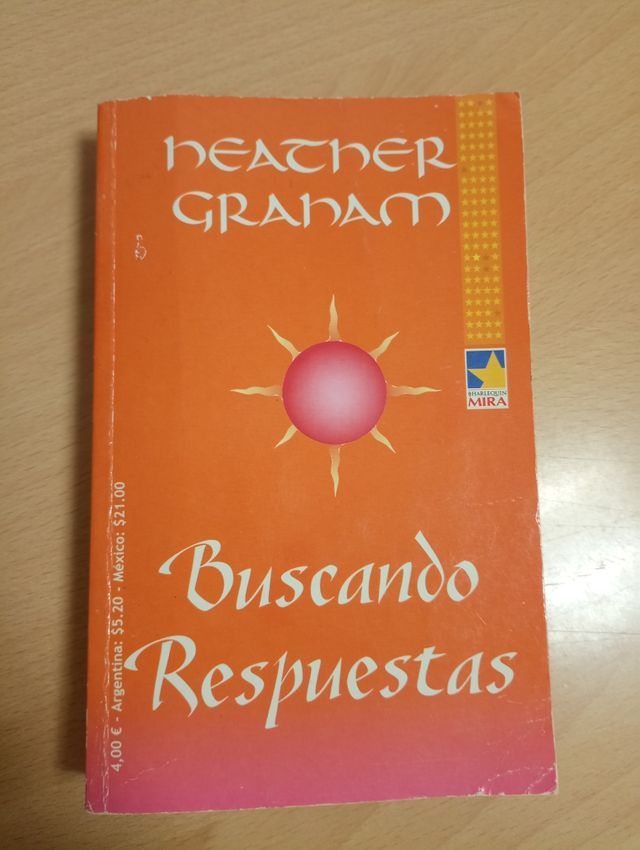 HEATHER
GRAHAM
HARLEQUIN
MIRA
Buscando
Respuestas
4,00 € - Argentina: $5.20 - México: $21.00